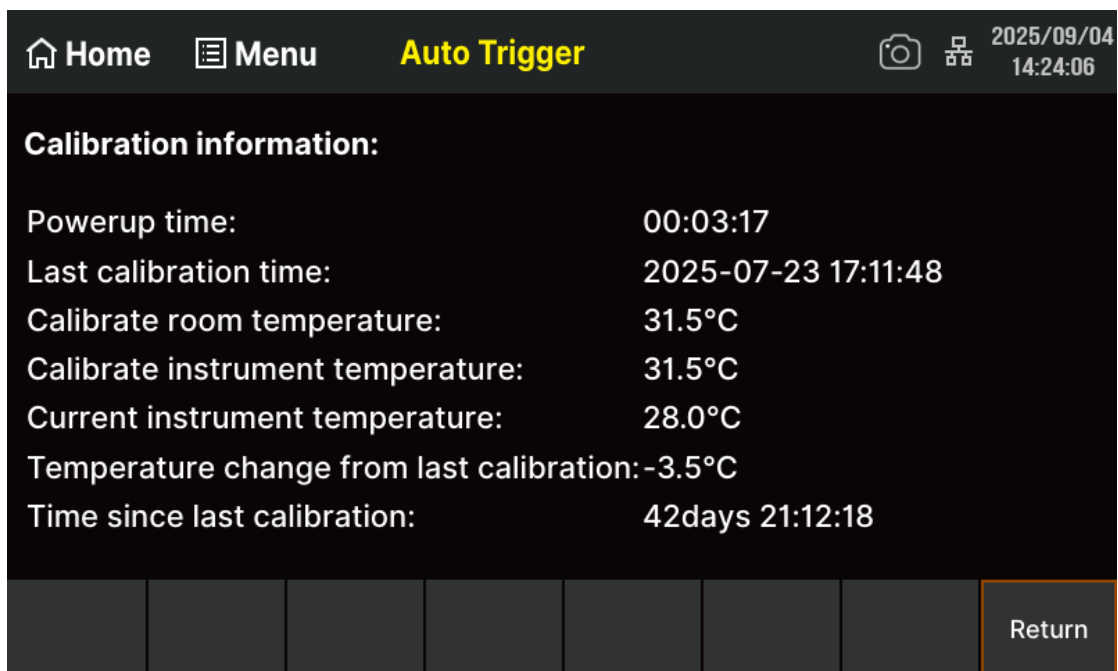 Home Menu Auto Trigger 2025/09/04
14:24:06
Calibration information:
Powerup time: 00:03:17
Last calibration time: 2025-07-23 17:11:48
Calibrate room temperature: 31.5°C
Calibrate instrument temperature: 31.5°C
Current instrument temperature: 28.0°C
Temperature change from last calibration:-3.5°C
Time since last calibration: 42days 21:12:18
Return